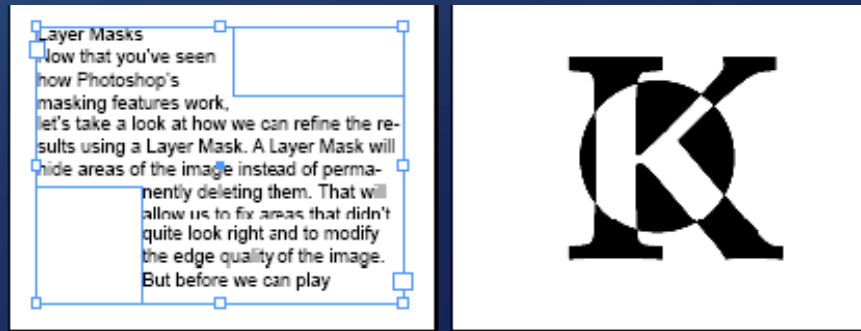 Layer Masks
Now that you've seen
how Photoshop's
masking features work,
let's take a look at how we can refine the re-
sults using a Layer Mask. A Layer Mask will
hide areas of the image instead of perma-
nently deleting them. That will
allow us to fix areas that didn't
quite look right and to modify
the edge quality of the image.
But before we can play
K